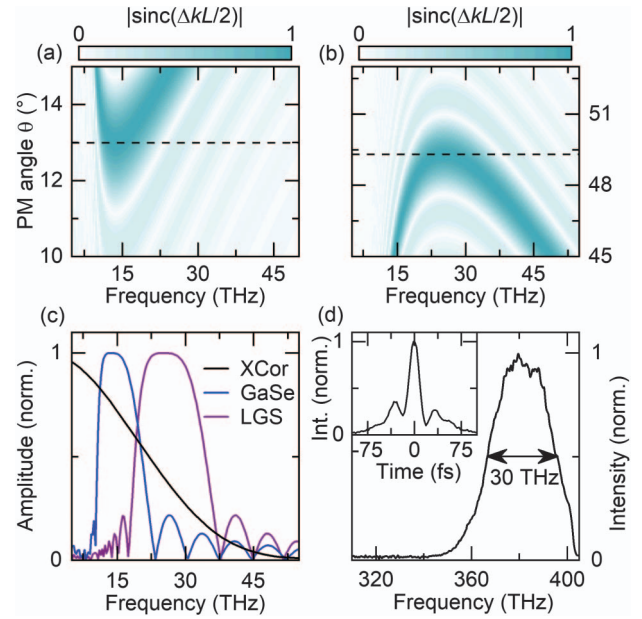 |sinc(ΔkL/2)|
|sinc(ΔkL/2)|
(a) 0 1
(b) 0 1
PM angle θ (°)
14
12
10
51
48
45
15 30 45
15 30 45
Frequency (THz)
Frequency (THz)
(c)
(d)
Amplitude (norm.)
1
0
XCor
GaSe
LGS
15 30 45
Frequency (THz)
Int. (norm.)
1
0
-75 0 75
Time (fs)
30 THz
1
0
Intensity (norm.)
320 360 400
Frequency (THz)